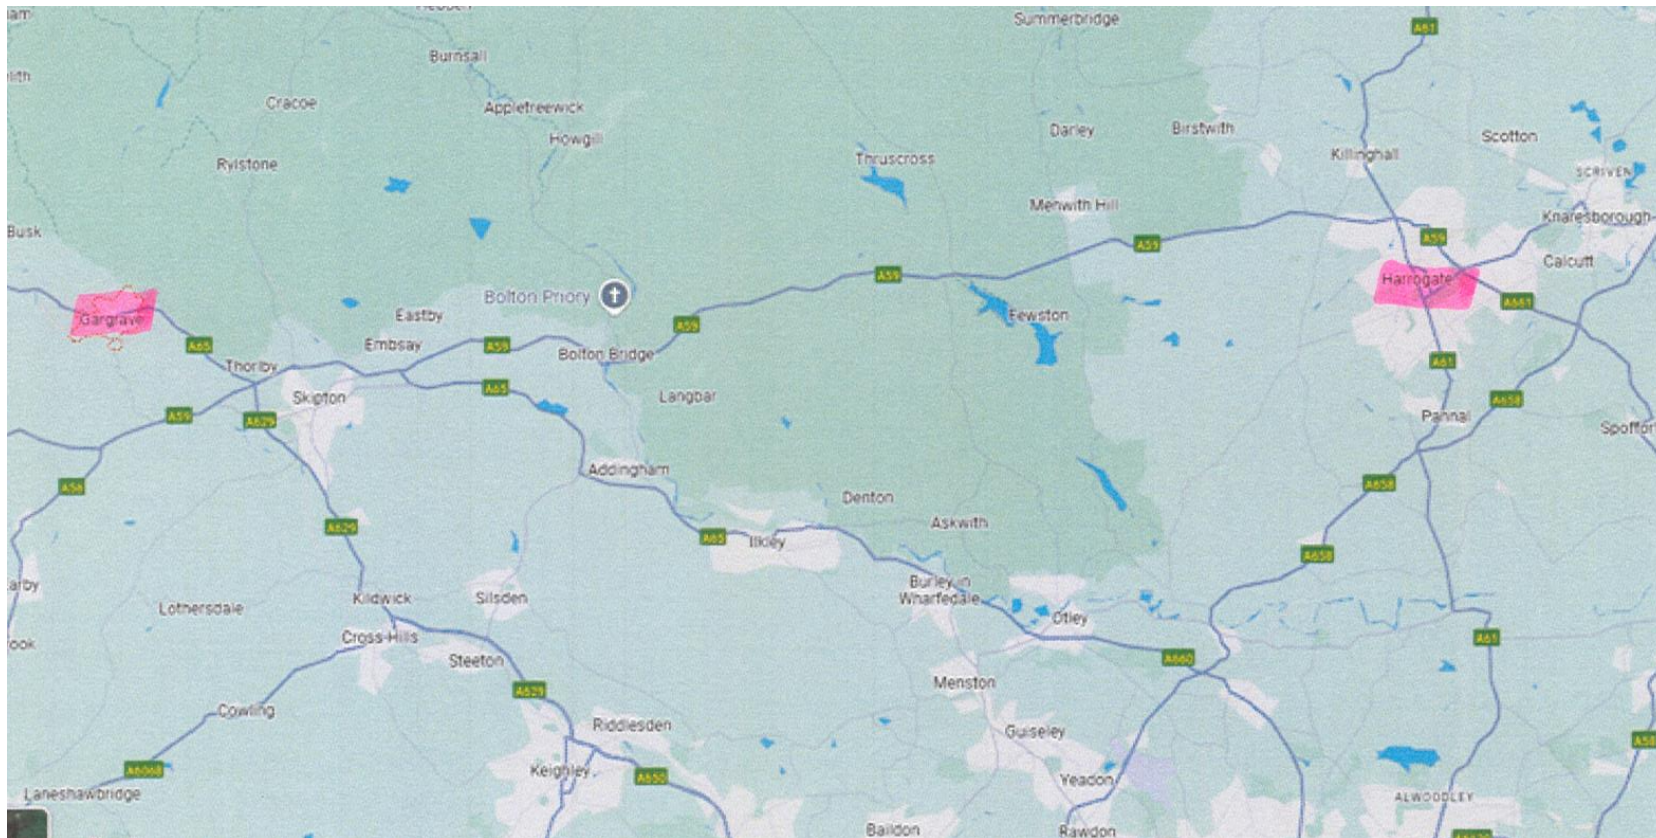 Summerbridge
A61
Burnsall
Cracoe
Appletreewick
Howgill
Darley
Birstwith
Scotton
Killinghall
Thruscross
Rylstone
SCRIVEN
Menwith Hill
Knaresborough
Busk
A59
A59
Calcutt
Harrogate
A59
Bolton Priory
A661
Gargrave
Eastby
Fewston
A59
A65
Embsay
A59
Bolton Bridge
Thorlby
A61
A65
Langbar
Skipton
A658
A59
A629
Pannal
Spoffor
Addingham
A56
A658
Denton
Askwith
A629
A65
Ilkley
A658
Burley in
Wharfedale
Kildwick
Silsden
Lothersdale
Otley
Cross Hills
A61
Steeton
A660
Menston
A629
Cowling
Riddlesden
Guiseley
A58
A6068
Keighley
A650
Yeadon
Laneshawbridge
ALWOODLEY
Baildon
Rawdon